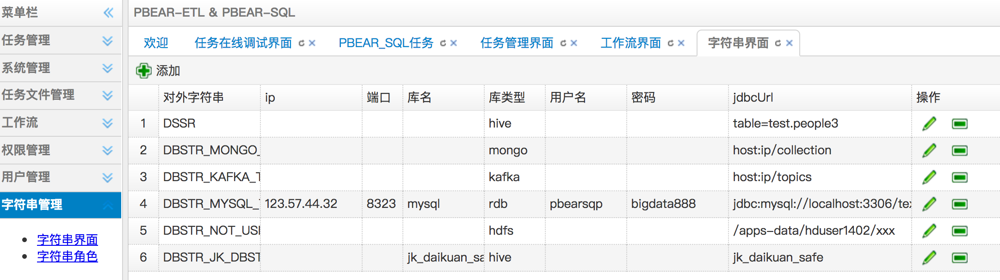 菜单栏
任务管理
系统管理
任务文件管理
工作流
权限管理
用户管理
字符串管理
字符串界面
字符串角色
PBEAR-ETL & PBEAR-SQL
欢迎 任务在线调试界面 PBEAR_SQL任务 任务管理界面 工作流界面 字符串界面
添加
对外字符串 ip 端口 库名 库类型 用户名 密码 jdbcUrl 操作
1 DSSR hive table=test.people3
2 DBSTR_MONGO_ mongo host:ip/collection
3 DBSTR_KAFKA_T kafka host:ip/topics
4 DBSTR_MYSQL_ 123.57.44.32 8323 mysql rdb pbearsqp bigdata888 jdbc:mysql://localhost:3306/tex
5 DBSTR_NOT_USI hdfs /apps-data/hduser1402/xxx
6 DBSTR_JK_DBST jk_daikuan_sa hive jk_daikuan_safe